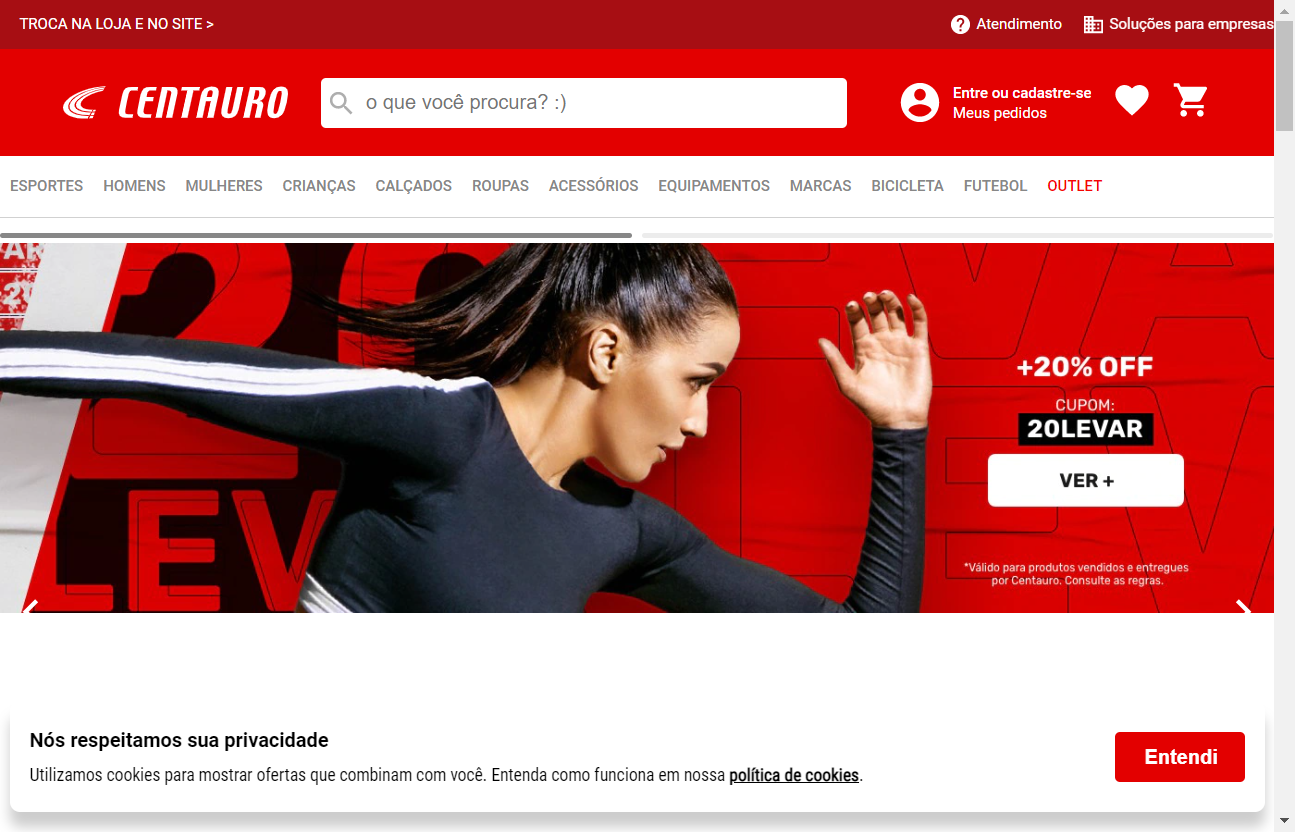 TROCA NA LOJA E NO SITE >
Atendimento
Soluções para empresas
CENTAURO
o que você procura? :)
Entre ou cadastre-se
Meus pedidos
ESPORTES HOMENS MULHERES CRIANÇAS CALÇADOS ROUPAS ACESSÓRIOS EQUIPAMENTOS MARCAS BICICLETA FUTEBOL OUTLET
+20% OFF
CUPOM:
20LEVAR
VER +
*Válido para produtos vendidos e entregues
por Centauro. Consulte as regras.
Nós respeitamos sua privacidade
Utilizamos cookies para mostrar ofertas que combinam com você. Entenda como funciona em nossa política de cookies.
Entendi